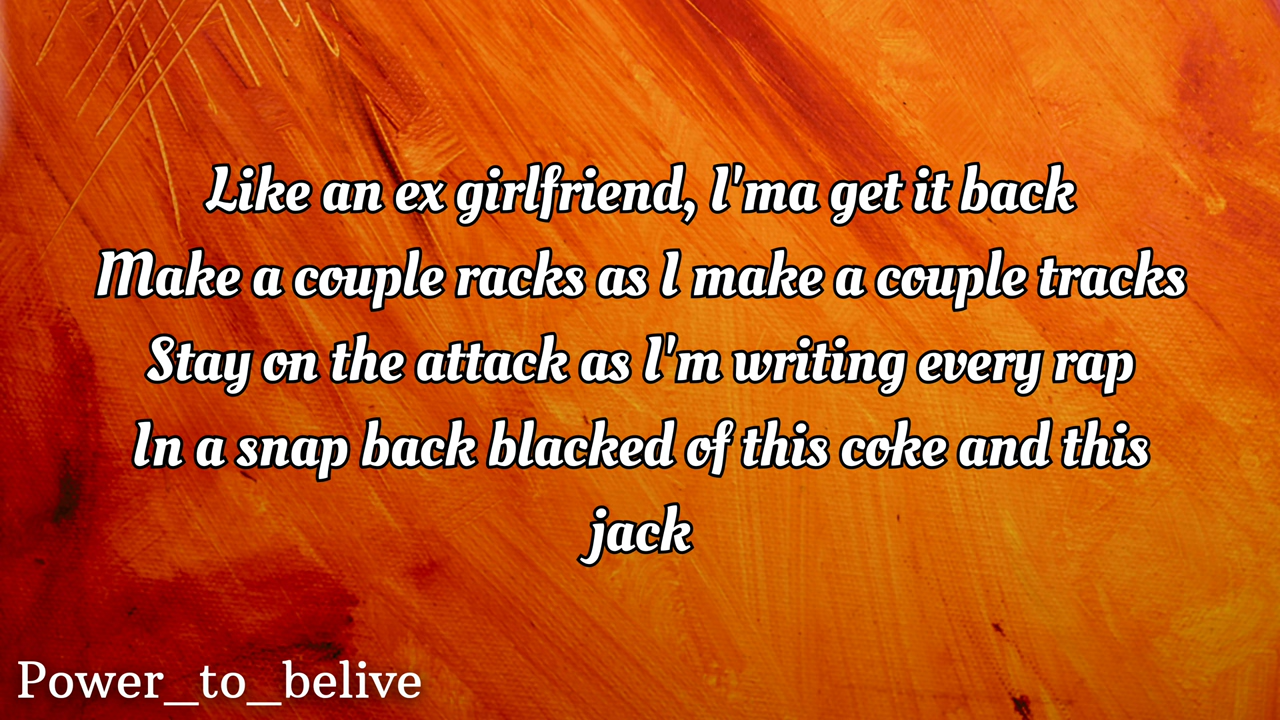 Like an ex girlfriend, I'ma get it back
Make a couple racks as I make a couple tracks
Stay on the attack as I'm writing every rap
In a snap back blacked of this coke and this
jack
Power_to_belive